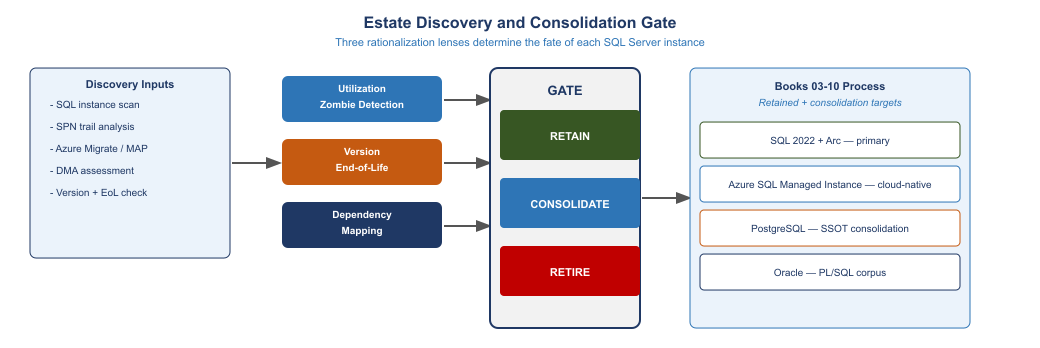 Estate Discovery and Consolidation Gate
Three rationalization lenses determine the fate of each SQL Server instance
Discovery Inputs
- SQL instance scan
- SPN trail analysis
- Azure Migrate / MAP
- DMA assessment
- Version + EoL check
Utilization
Zombie Detection
Version
End-of-Life
Dependency
Mapping
GATE
RETAIN
CONSOLIDATE
RETIRE
Books 03-10 Process
Retained + consolidation targets
SQL 2022 + Arc — primary
Azure SQL Managed Instance — cloud-native
PostgreSQL — SSOT consolidation
Oracle — PL/SQL corpus